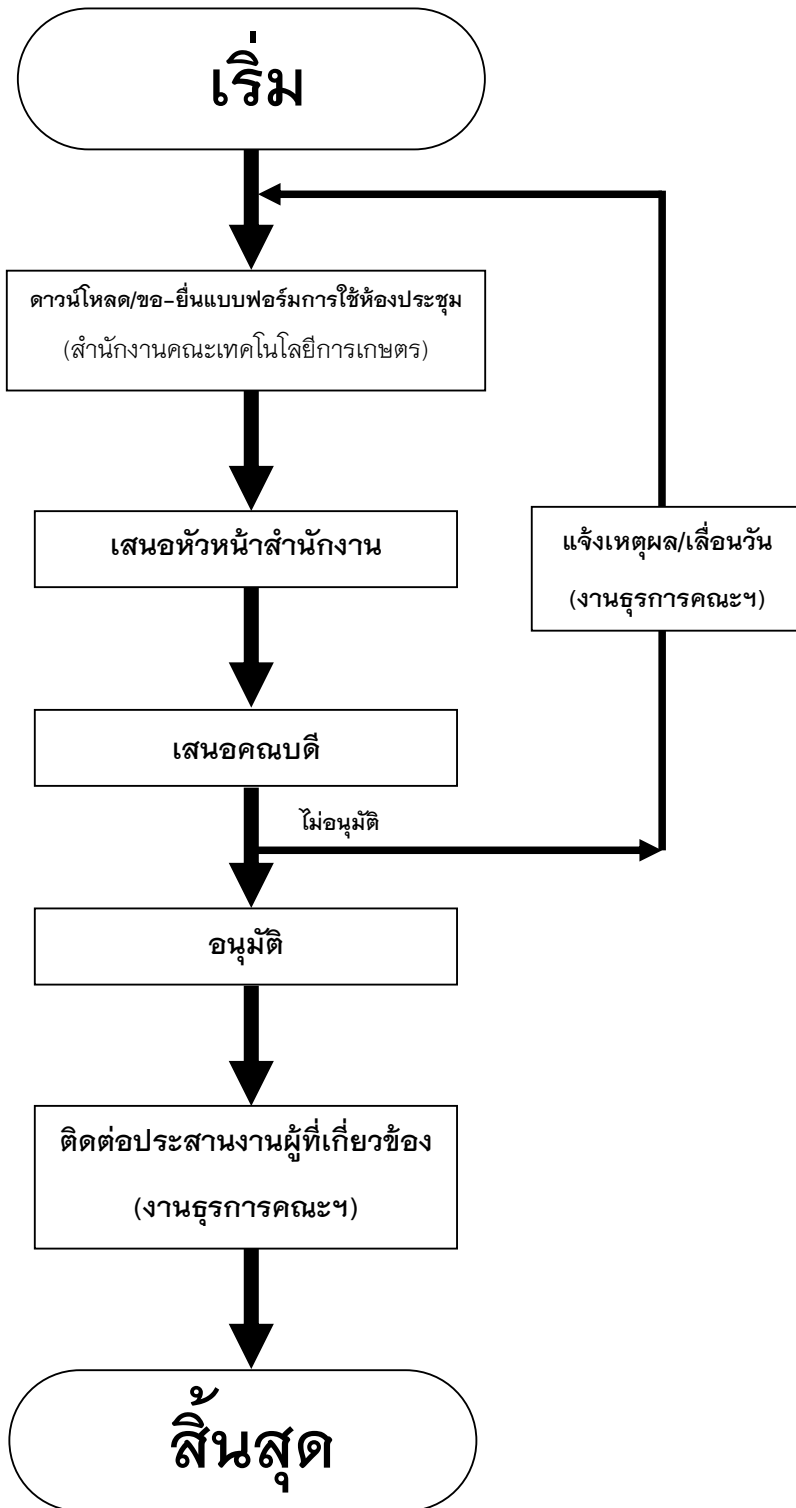 เริ่ม
ดาวน์โหลด/ขอ-ยื่นแบบฟอร์มการใช้ห้องประชุม
(สำนักงานคณะเทคโนโลยีการเกษตร)
เสนอหัวหน้าสำนักงาน
แจ้งเหตุผล/เลื่อนวัน
(งานธุรการคณะฯ)
เสนอคณบดี
ไม่อนุมัติ
อนุมัติ
ติดต่อประสานงานผู้ที่เกี่ยวข้อง
(งานธุรการคณะฯ)
สิ้นสุด